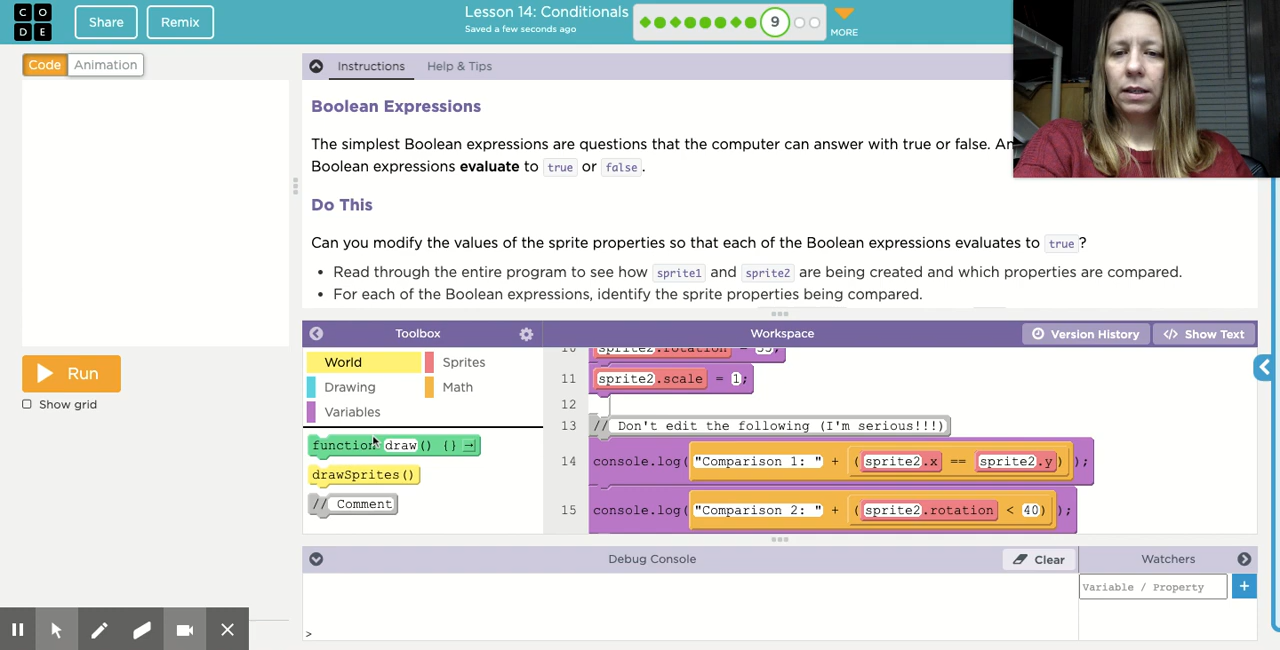 C O
D E
Share
Remix
Lesson 14: Conditionals
Saved a few seconds ago
9
MORE
Code
Animation
Instructions
Help & Tips
Boolean Expressions
The simplest Boolean expressions are questions that the computer can answer with true or false.
Boolean expressions evaluate to true or false.
Do This
Can you modify the values of the sprite properties so that each of the Boolean expressions evaluates to true?
• Read through the entire program to see how sprite1 and sprite2 are being created and which properties are compared.
• For each of the Boolean expressions, identify the sprite properties being compared.
Toolbox
Workspace
Version History
</> Show Text
World
Sprites
Drawing
Math
Variables
function draw() {} →
drawSprites()
// Comment
11 sprite2.scale = 1;
12
13 // Don't edit the following (I'm serious!!!)
14 console.log("Comparison 1: " + (sprite2.x == sprite2.y));
15 console.log("Comparison 2: " + (sprite2.rotation < 40));
Run
Show grid
Debug Console
Clear
Watchers
Variable / Property
+
>